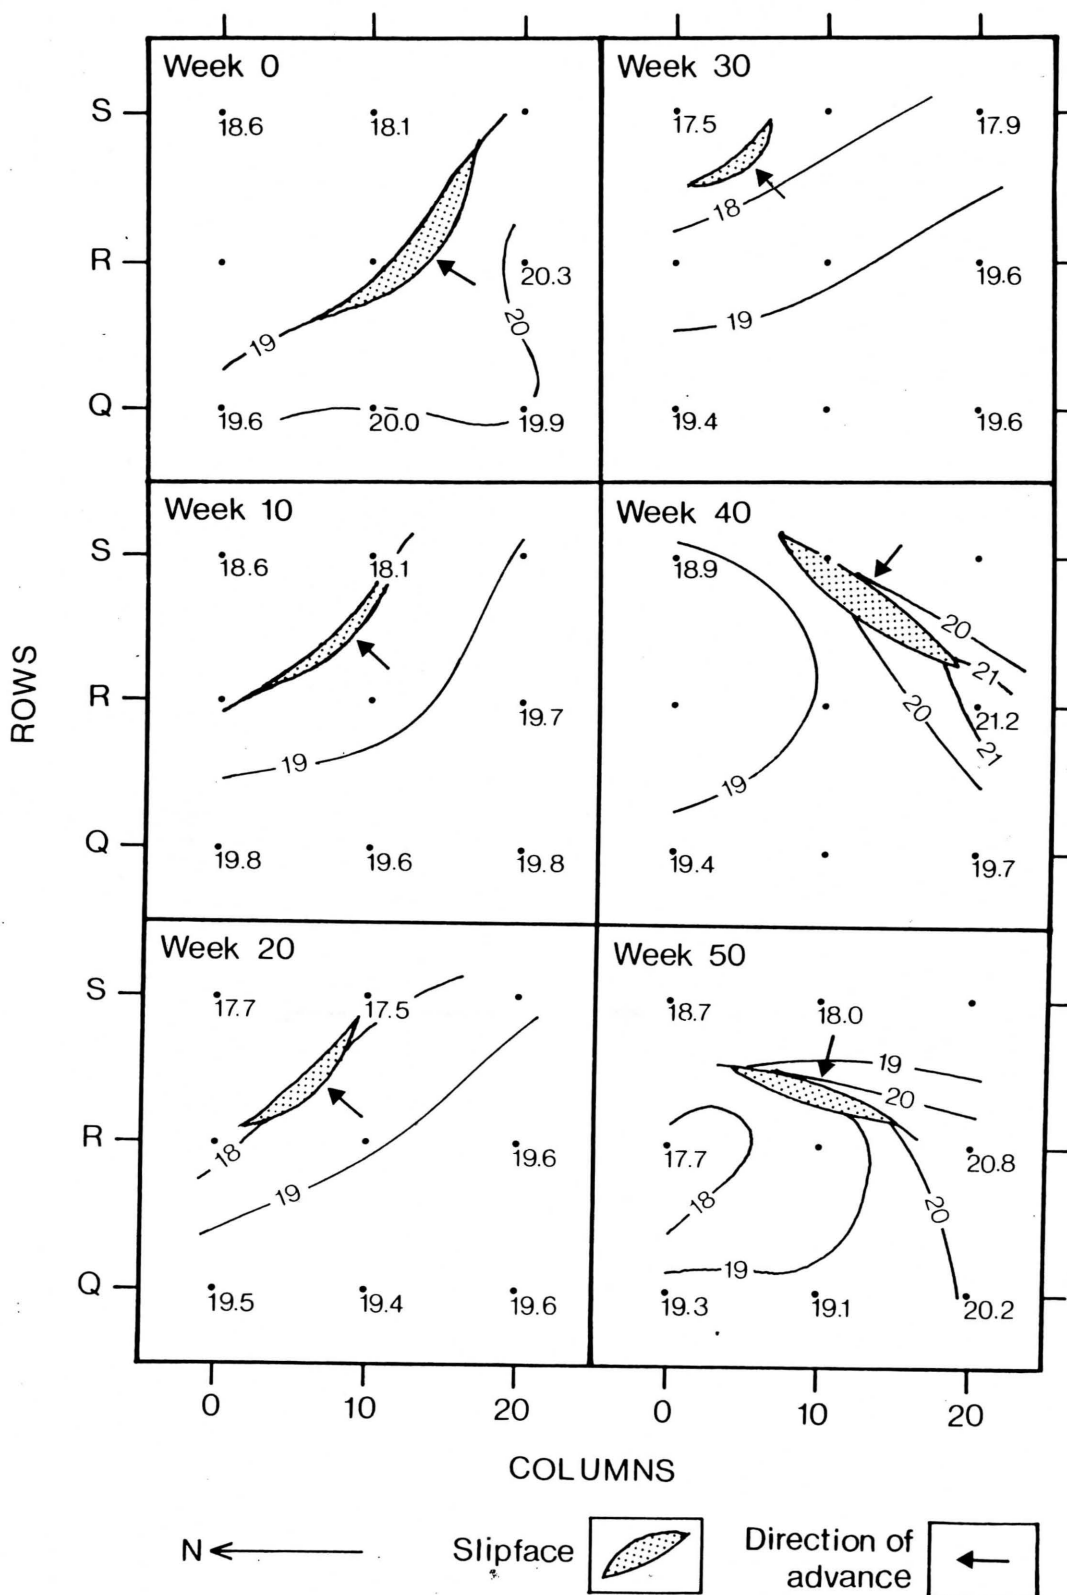 Week 0
S
18.6
18.1
R
20.3
20
19
Q
19.6
20.0
19.9
Week 30
17.5
17.9
18
19.6
19
19.4
19.6
Week 10
S
18.6
18.1
R
19.7
19
Q
19.8
19.6
19.8
Week 40
18.9
20
21
20
21.2
21
19
19.4
19.7
ROWS
Week 20
S
17.7
17.5
R
18
19.6
19
Q
19.5
19.4
19.6
Week 50
18.7
18.0
19
20
17.7
20.8
18
20
19
19.3
19.1
20.2
0
10
20
0
10
20
COLUMNS
N
Slipface
Direction of
advance